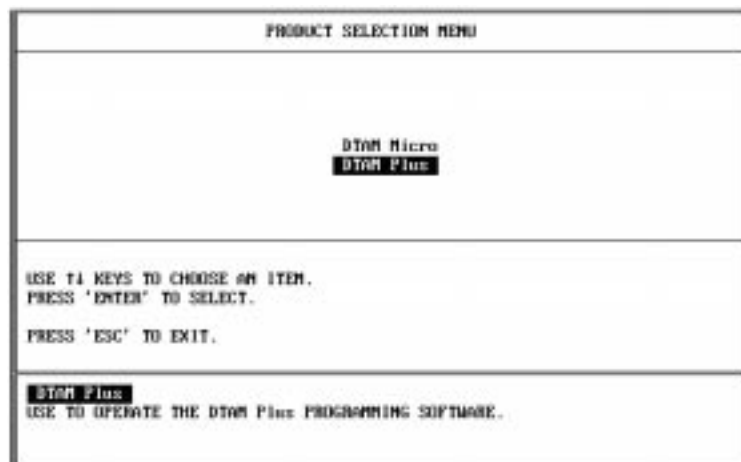 PRODUCT SELECTION MENU
DTAM Micro
DTAM Plus
USE ↑↓ KEYS TO CHOOSE AN ITEM.
PRESS 'ENTER' TO SELECT.
PRESS 'ESC' TO EXIT.
DTAM Plus
USE TO OPERATE THE DTAM Plus PROGRAMMING SOFTWARE.